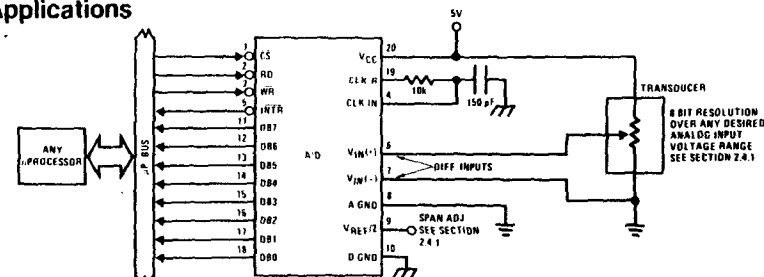 Applications
5V
1
CS
VCC
20
2
RD
CLK R
19
10k
150 pF
3
WR
CLK IN
4
5
INTR
TRANSDUCER
11
DB7
12
DB6
13
DB5
14
DB4
15
DB3
16
DB2
17
DB1
18
DB0
ANY
µPROCESSOR
µP BUS
A/D
VIN(+)
6
DIFF INPUTS
VIN(-)
7
A GND
8
VREF/2
9
D GND
10
SPAN ADJ
SEE SECTION
2.4.1
8 BIT RESOLUTION
OVER ANY DESIRED
ANALOG INPUT
VOLTAGE RANGE
SEE SECTION 2.4.1